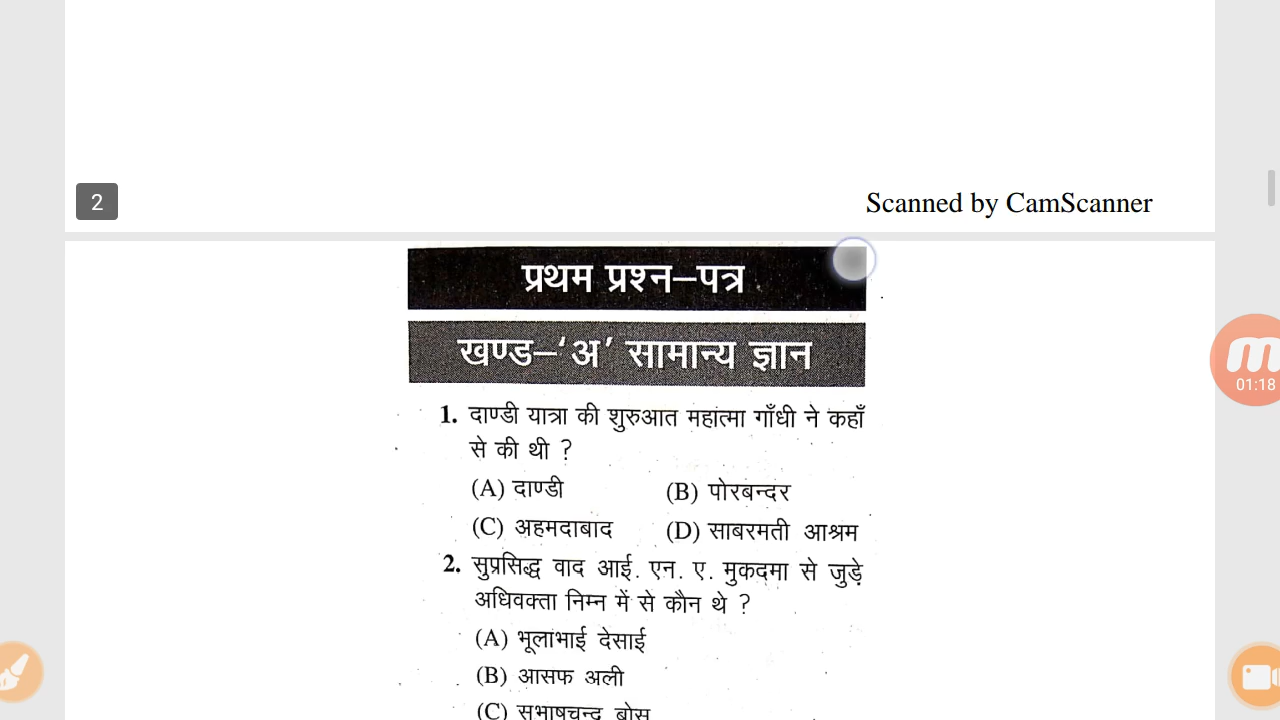 2
Scanned by CamScanner
प्रथम प्रश्न–पत्र
खण्ड–‘अ’ सामान्य ज्ञान
1. दाण्डी यात्रा की शुरुआत महात्मा गाँधी ने कहाँ
से की थी ?
(A) दाण्डी (B) पोरबन्दर
(C) अहमदाबाद (D) साबरमती आश्रम
2. सुप्रसिद्ध वाद आई. एन. ए. मुकदमा से जुड़े
अधिवक्ता निम्न में से कौन थे ?
(A) भूलाभाई देसाई
(B) आसफ अली
(C) सुभाषचन्द्र बोस
01:18